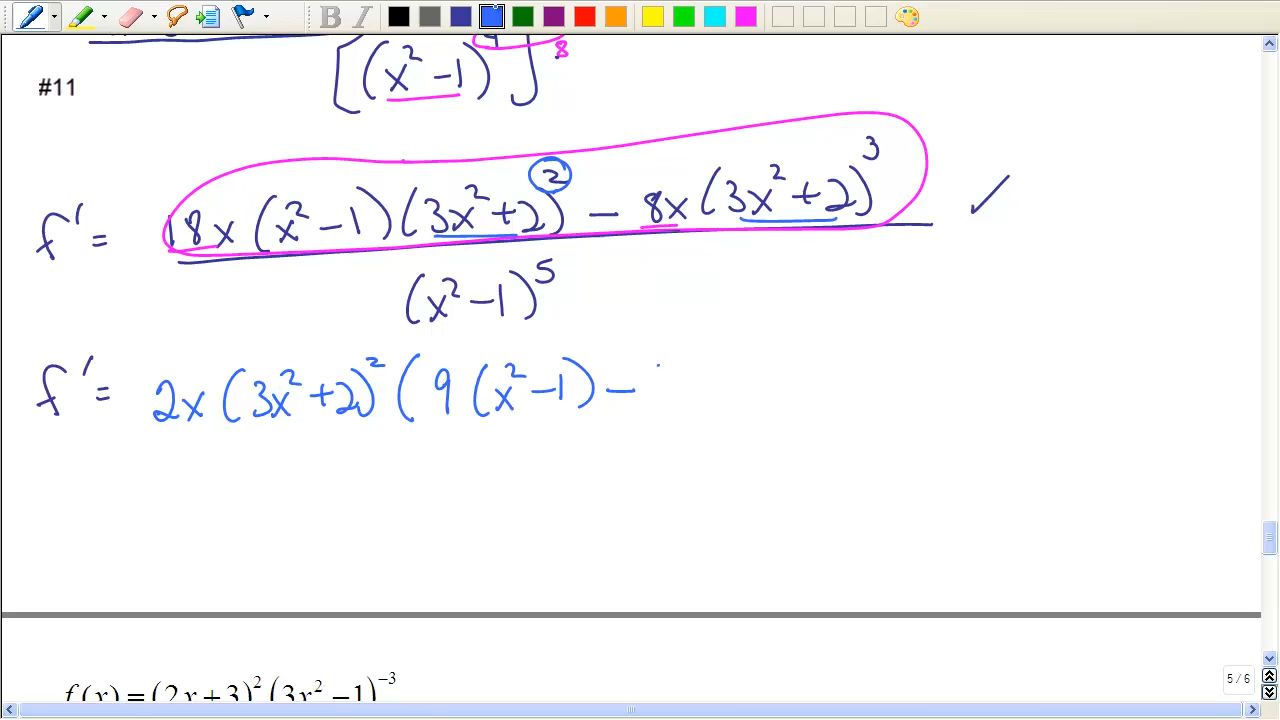 B I
[(x² - 1)⁴]² 8
#11
f' = 18x (x² - 1)(3x² + 2)² - 8x (3x² + 2)³ ✓
(x² - 1)⁵
f' = 2x (3x² + 2)² ( 9 (x² - 1) -
5 / 6
f(x) = (2x + 3)² (3x² - 1)⁻³